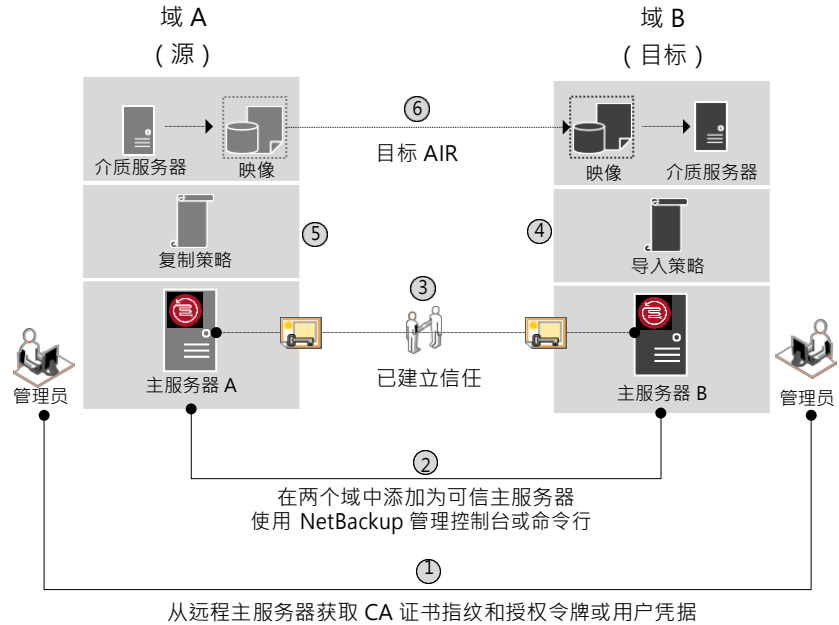 域 A
（源）
域 B
（目标）
⑥
目标 AIR
介质服务器
映像
映像
介质服务器
⑤
④
复制策略
导入策略
③
已建立信任
主服务器 A
主服务器 B
管理员
管理员
②
在两个域中添加为可信主服务器
使用 NetBackup 管理控制台或命令行
①
从远程主服务器获取 CA 证书指纹和授权令牌或用户凭据